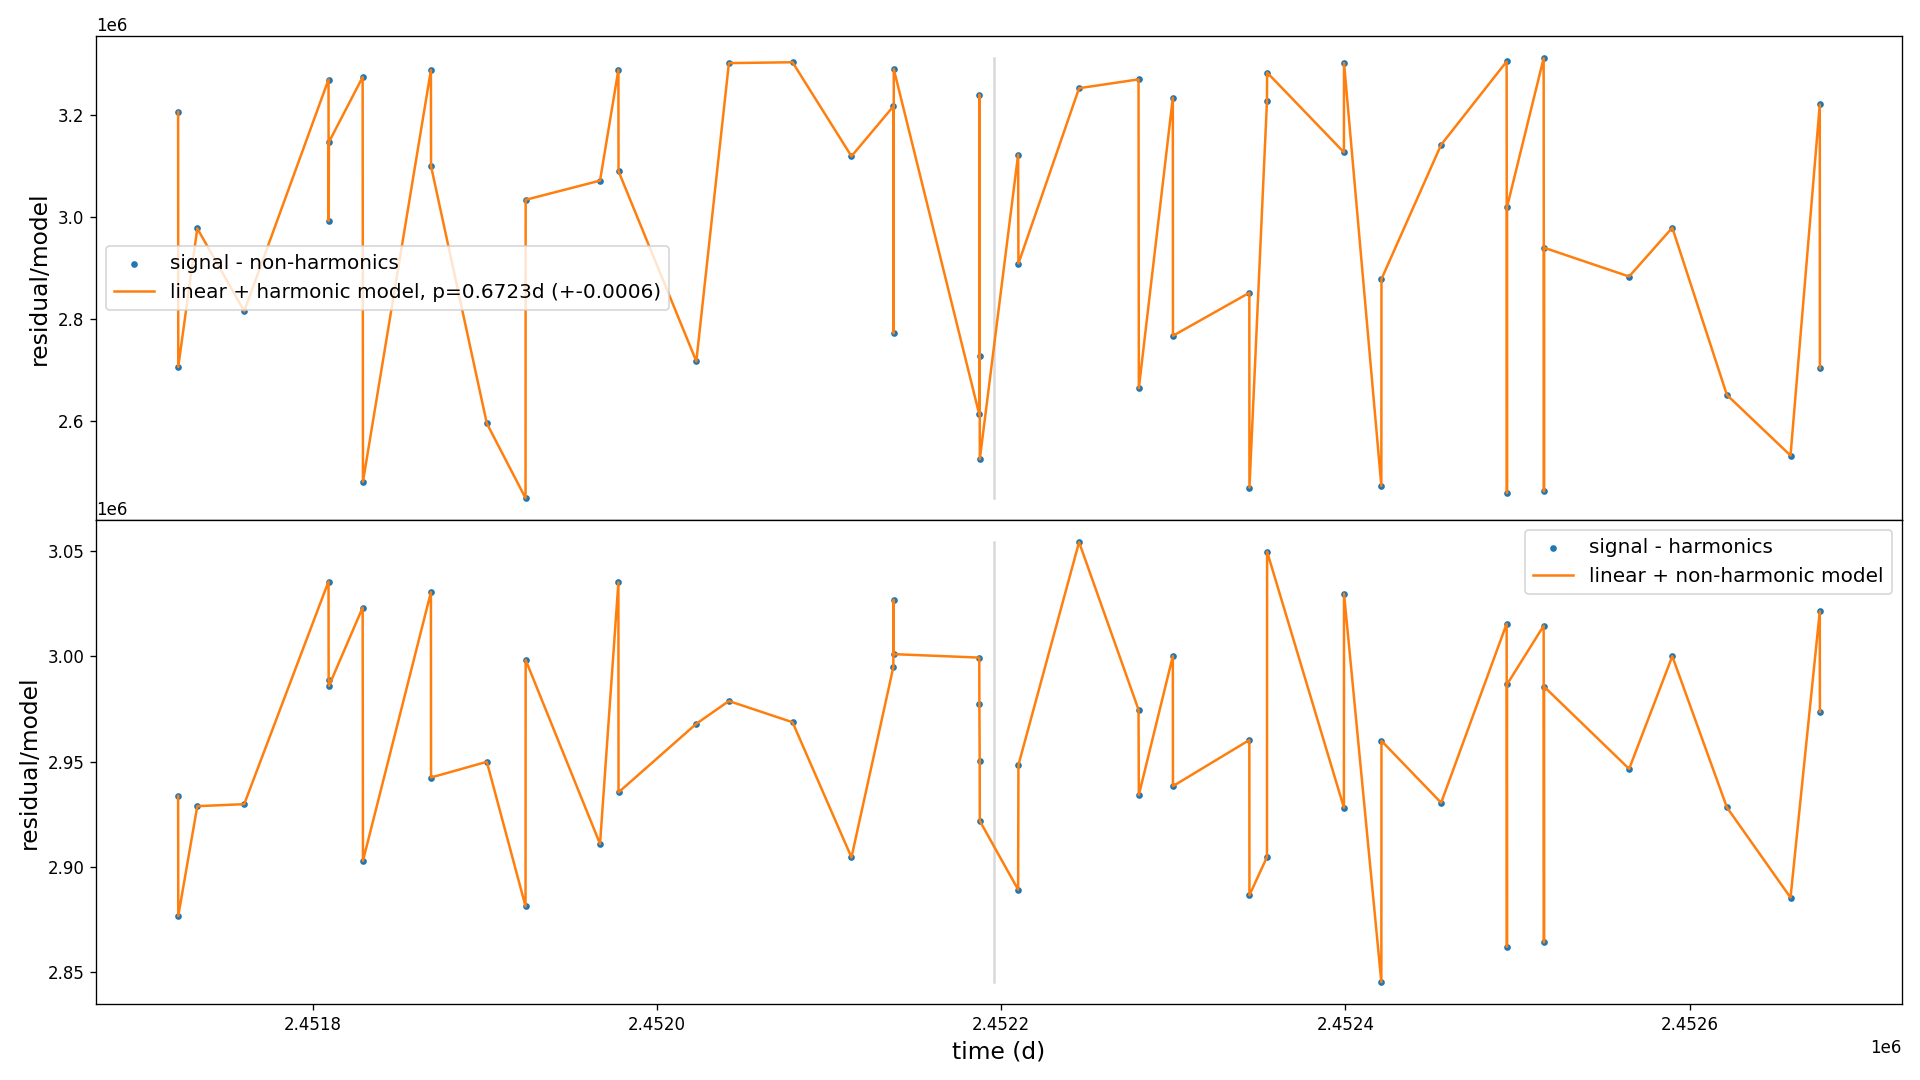 1e6
3.2
3.0
2.8
2.6
residual/model
signal - non-harmonics
linear + harmonic model, p=0.6723d (+-0.0006)
1e6
3.05
3.00
2.95
2.90
2.85
residual/model
signal - harmonics
linear + non-harmonic model
2.4518
2.4520
2.4522
2.4524
2.4526
time (d)
1e6